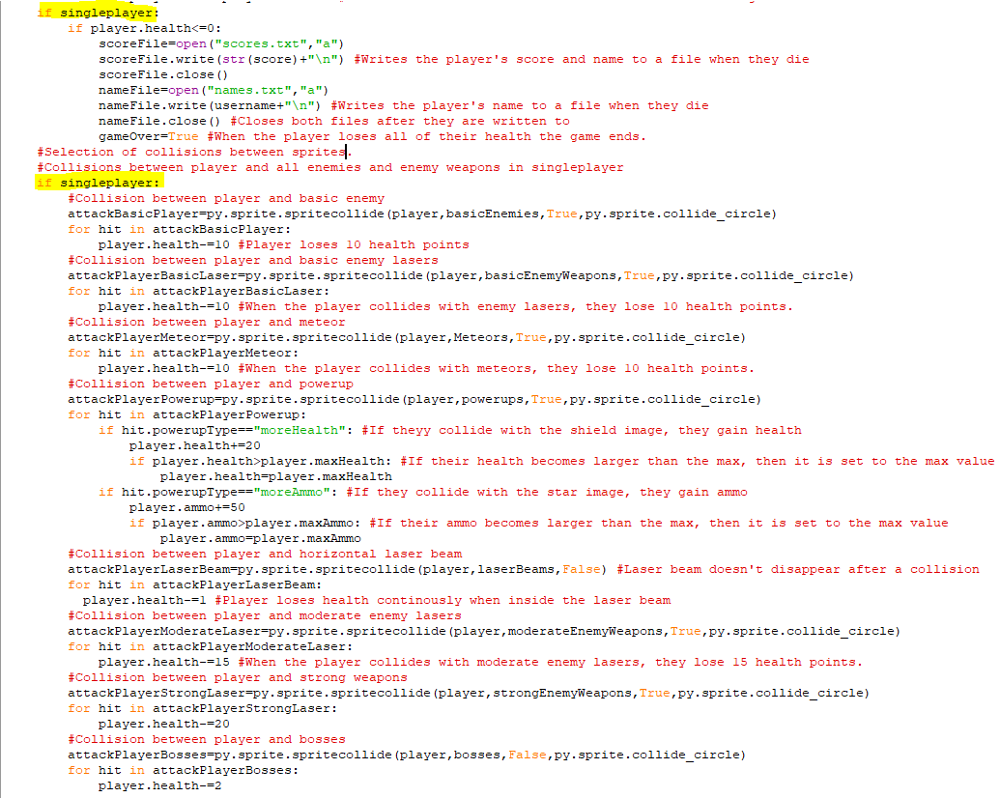 if singleplayer:
if player.health<=0:
scoreFile=open("scores.txt","a")
scoreFile.write(str(score)+"\n") #Writes the player's score and name to a file when they die
scoreFile.close()
nameFile=open("names.txt","a")
nameFile.write(username+"\n") #Writes the player's name to a file when they die
nameFile.close() #Closes both files after they are written to
gameOver=True #When the player loses all of their health the game ends.
#Selection of collisions between sprites.
#Collisions between player and all enemies and enemy weapons in singleplayer
if singleplayer:
#Collision between player and basic enemy
attackBasicPlayer=py.sprite.spritecollide(player,basicEnemies,True,py.sprite.collide_circle)
for hit in attackBasicPlayer:
player.health-=10 #Player loses 10 health points
#Collision between player and basic enemy lasers
attackPlayerBasicLaser=py.sprite.spritecollide(player,basicEnemyWeapons,True,py.sprite.collide_circle)
for hit in attackPlayerBasicLaser:
player.health-=10 #When the player collides with enemy lasers, they lose 10 health points.
#Collision between player and meteor
attackPlayerMeteor=py.sprite.spritecollide(player,Meteors,True,py.sprite.collide_circle)
for hit in attackPlayerMeteor:
player.health-=10 #When the player collides with meteors, they lose 10 health points.
#Collision between player and powerup
attackPlayerPowerup=py.sprite.spritecollide(player,powerups,True,py.sprite.collide_circle)
for hit in attackPlayerPowerup:
if hit.powerupType=="moreHealth": #If theyy collide with the shield image, they gain health
player.health+=20
if player.health>player.maxHealth: #If their health becomes larger than the max, then it is set to the max value
player.health=player.maxHealth
if hit.powerupType=="moreAmmo": #If they collide with the star image, they gain ammo
player.ammo+=50
if player.ammo>player.maxAmmo: #If their ammo becomes larger than the max, then it is set to the max value
player.ammo=player.maxAmmo
#Collision between player and horizontal laser beam
attackPlayerLaserBeam=py.sprite.spritecollide(player,laserBeams,False) #Laser beam doesn't disappear after a collision
for hit in attackPlayerLaserBeam:
player.health-=1 #Player loses health continously when inside the laser beam
#Collision between player and moderate enemy lasers
attackPlayerModerateLaser=py.sprite.spritecollide(player,moderateEnemyWeapons,True,py.sprite.collide_circle)
for hit in attackPlayerModerateLaser:
player.health-=15 #When the player collides with moderate enemy lasers, they lose 15 health points.
#Collision between player and strong weapons
attackPlayerStrongLaser=py.sprite.spritecollide(player,strongEnemyWeapons,True,py.sprite.collide_circle)
for hit in attackPlayerStrongLaser:
player.health-=20
#Collision between player and bosses
attackPlayerBosses=py.sprite.spritecollide(player,bosses,False,py.sprite.collide_circle)
for hit in attackPlayerBosses:
player.health-=2